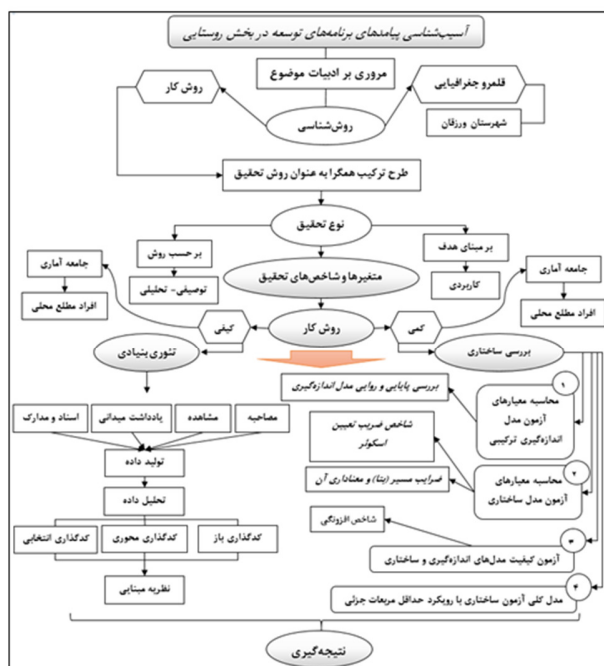 آسیب‌شناسی پیامدهای برنامه‌های توسعه در بخش روستایی
مروری بر ادبیات موضوع
قلمرو جغرافیایی
روش کار
شهرستان ورزقان
روش‌شناسی
طرح ترکیب همگرا به عنوان روش تحقیق
نوع تحقیق
بر مبنای هدف
کاربردی
بر حسب روش
توصیفی- تحلیلی
جامعه آماری
افراد مطلع محلی
جامعه آماری
افراد مطلع محلی
متغیرها و شاخص‌های تحقیق
کمی
روش کار
کیفی
بررسی ساختاری
تئوری بنیادی
۱
محاسبه معیارهای
آزمون مدل
اندازه‌گیری ترکیبی
بررسی پایایی و روایی مدل اندازه‌گیری
۲
محاسبه معیارهای
آزمون مدل ساختاری
شاخص ضریب تعیین
اسکوئر
ضرایب مسیر (بتا) و معناداری آن
شاخص افزونگی
۳
آزمون کیفیت مدل‌های اندازه‌گیری و ساختاری
۴
مدل کلی آزمون ساختاری با رویکرد حداقل مربعات جزئی
مصاحبه
مشاهده
یادداشت میدانی
اسناد و مدارک
تولید داده
تحلیل داده
کدگذاری باز
کدگذاری محوری
کدگذاری انتخابی
نظریه مبنایی
نتیجه‌گیری